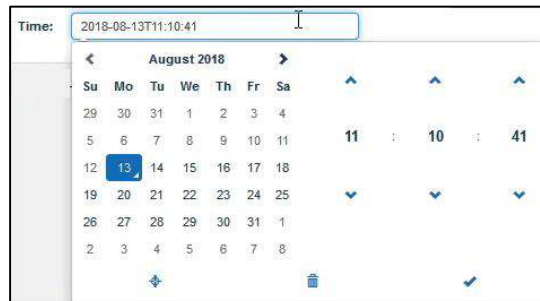 Time: 2018-08-13T11:10:41
August 2018
Su Mo Tu We Th Fr Sa
29 30 31 1 2 3 4
5 6 7 8 9 10 11
11 : 10 : 41
12 13 14 15 16 17 18
19 20 21 22 23 24 25
26 27 28 29 30 31 1
2 3 4 5 6 7 8